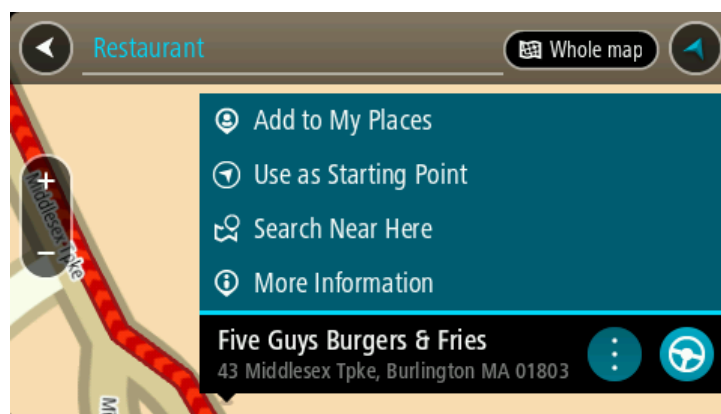 Restaurant
Whole map
Add to My Places
Use as Starting Point
Search Near Here
More Information
Five Guys Burgers & Fries
43 Middlesex Tpke, Burlington MA 01803
+
−
Middlesex Tpke